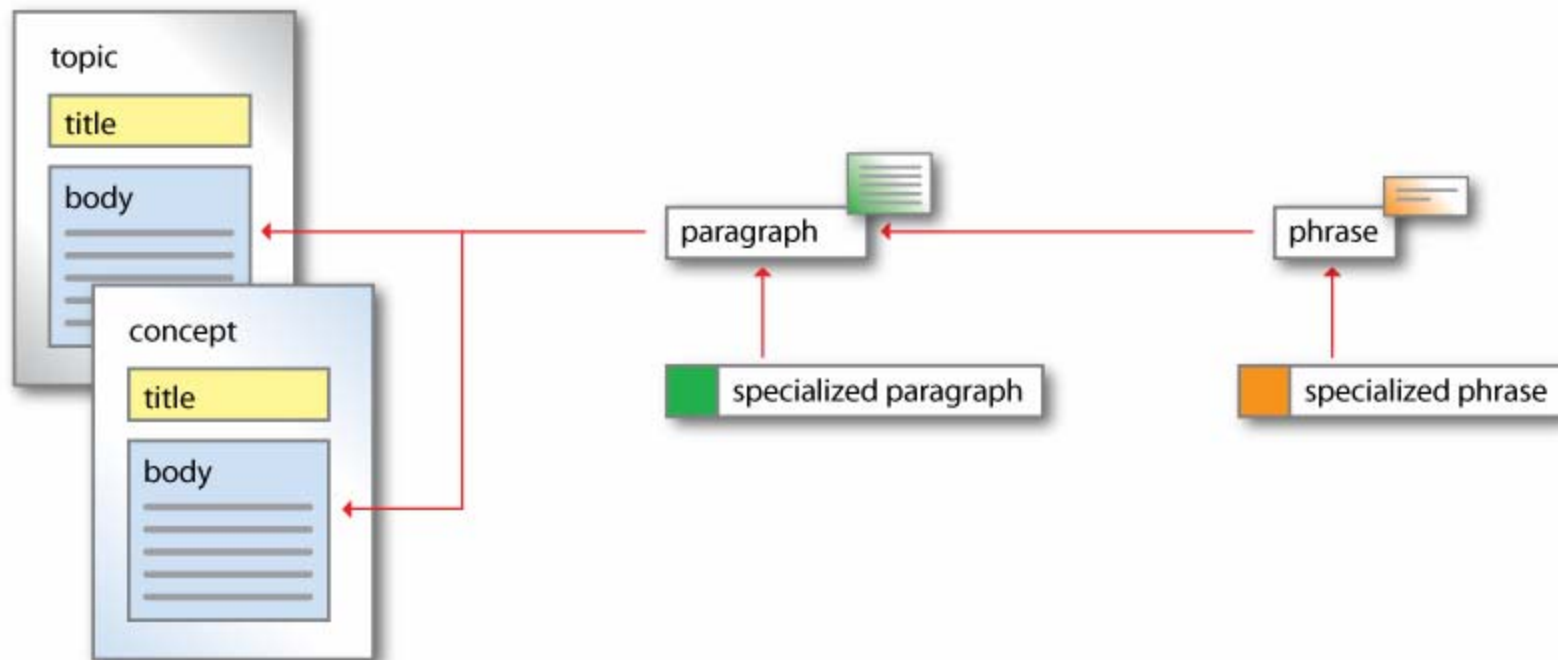 topic
title
body
paragraph
phrase
concept
title
specialized paragraph
specialized phrase
body